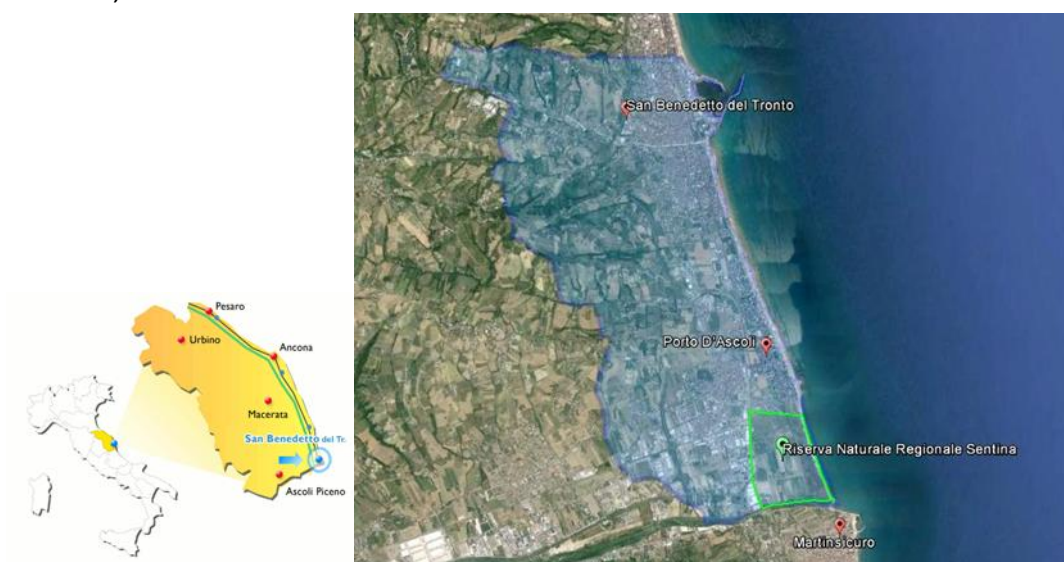 Pesaro
Urbino
Ancona
Macerata
San Benedetto del Tr.
Ascoli Piceno
San Benedetto del Tronto
Porto D'Ascoli
Riserva Naturale Regionale Sentina
Martinsicuro